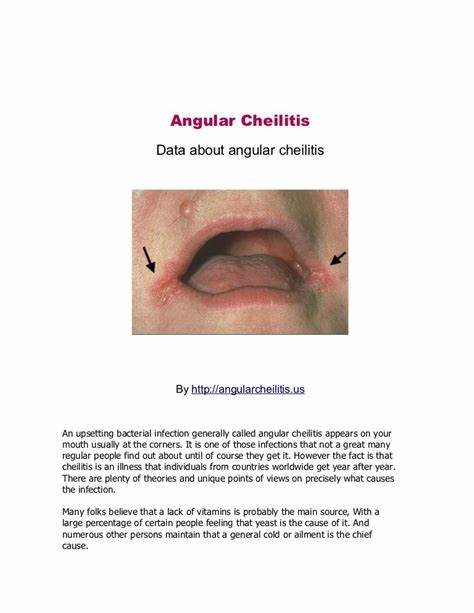 Angular Cheilitis
Data about angular cheilitis
By http://angularcheilitis.us
An upsetting bacterial infection generally called angular cheilitis appears on your
mouth usually at the corners. It is one of those infections that not a great many
regular people find out about until of course they get it. However the fact is that
cheilitis is an illness that individuals from countries worldwide get year after year.
There are plenty of theories and unique points of views on precisely what causes
the infection.
Many folks believe that a lack of vitamins is probably the main source, With a
large percentage of certain people feeling that yeast is the cause of it. And
numerous other persons maintain that a general cold or ailment is the chief
cause.